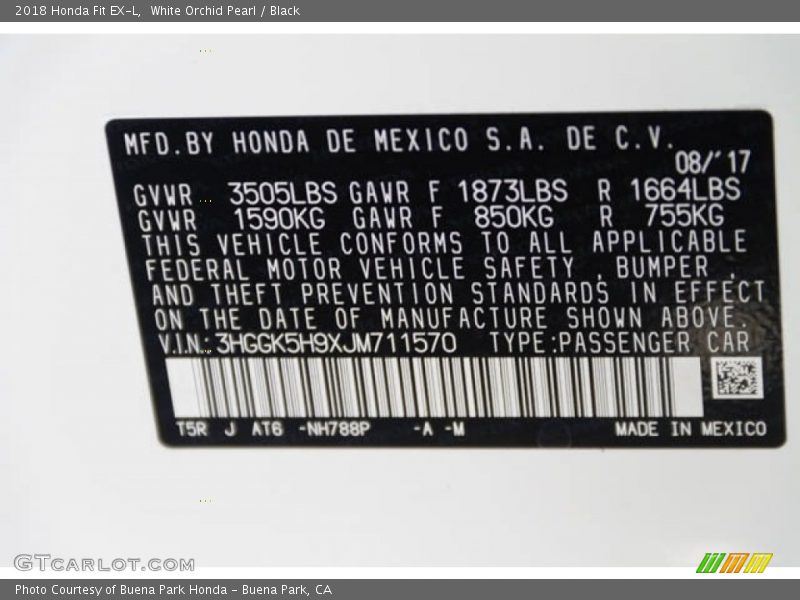 2018 Honda Fit EX-L,  White Orchid Pearl / Black
MFD.BY HONDA DE MEXICO S.A. DE C.V.
08/'17
GVWR 3505LBS GAWR F 1873LBS R 1664LBS
GVWR 1590KG GAWR F 850KG R 755KG
THIS VEHICLE CONFORMS TO ALL APPLICABLE
FEDERAL MOTOR VEHICLE SAFETY , BUMPER ,
AND THEFT PREVENTION STANDARDS IN EFFECT
ON THE DATE OF MANUFACTURE SHOWN ABOVE.
V.I.N.:3HGGK5H9XJM711570 TYPE:PASSENGER CAR
T5R J AT6 -NH788P -A -M MADE IN MEXICO
GTCARLOT.COM
Photo Courtesy of Buena Park Honda - Buena Park, CA